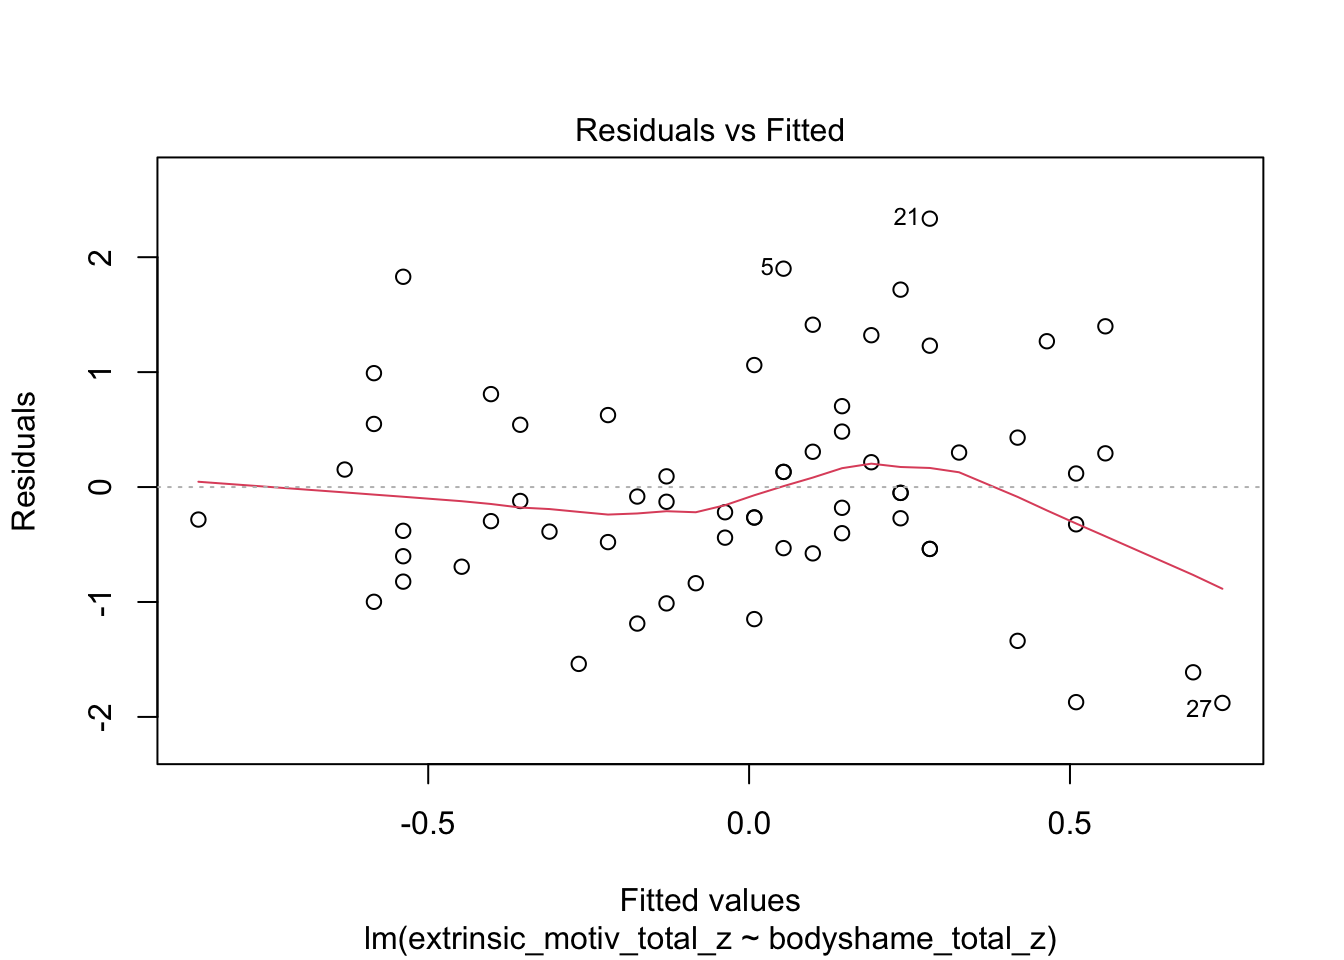 Residuals vs Fitted
21
5
27
2
1
0
-1
-2
Residuals
-0.5 0.0 0.5
Fitted values
lm(extrinsic_motiv_total_z ~ bodyshame_total_z)